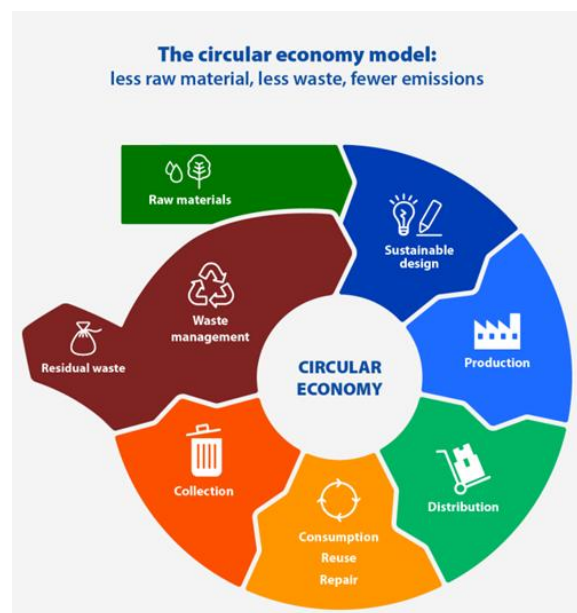 The circular economy model:
less raw material, less waste, fewer emissions
Raw materials
Sustainable
design
Production
Distribution
Consumption
Reuse
Repair
Collection
Waste
management
Residual waste
CIRCULAR
ECONOMY